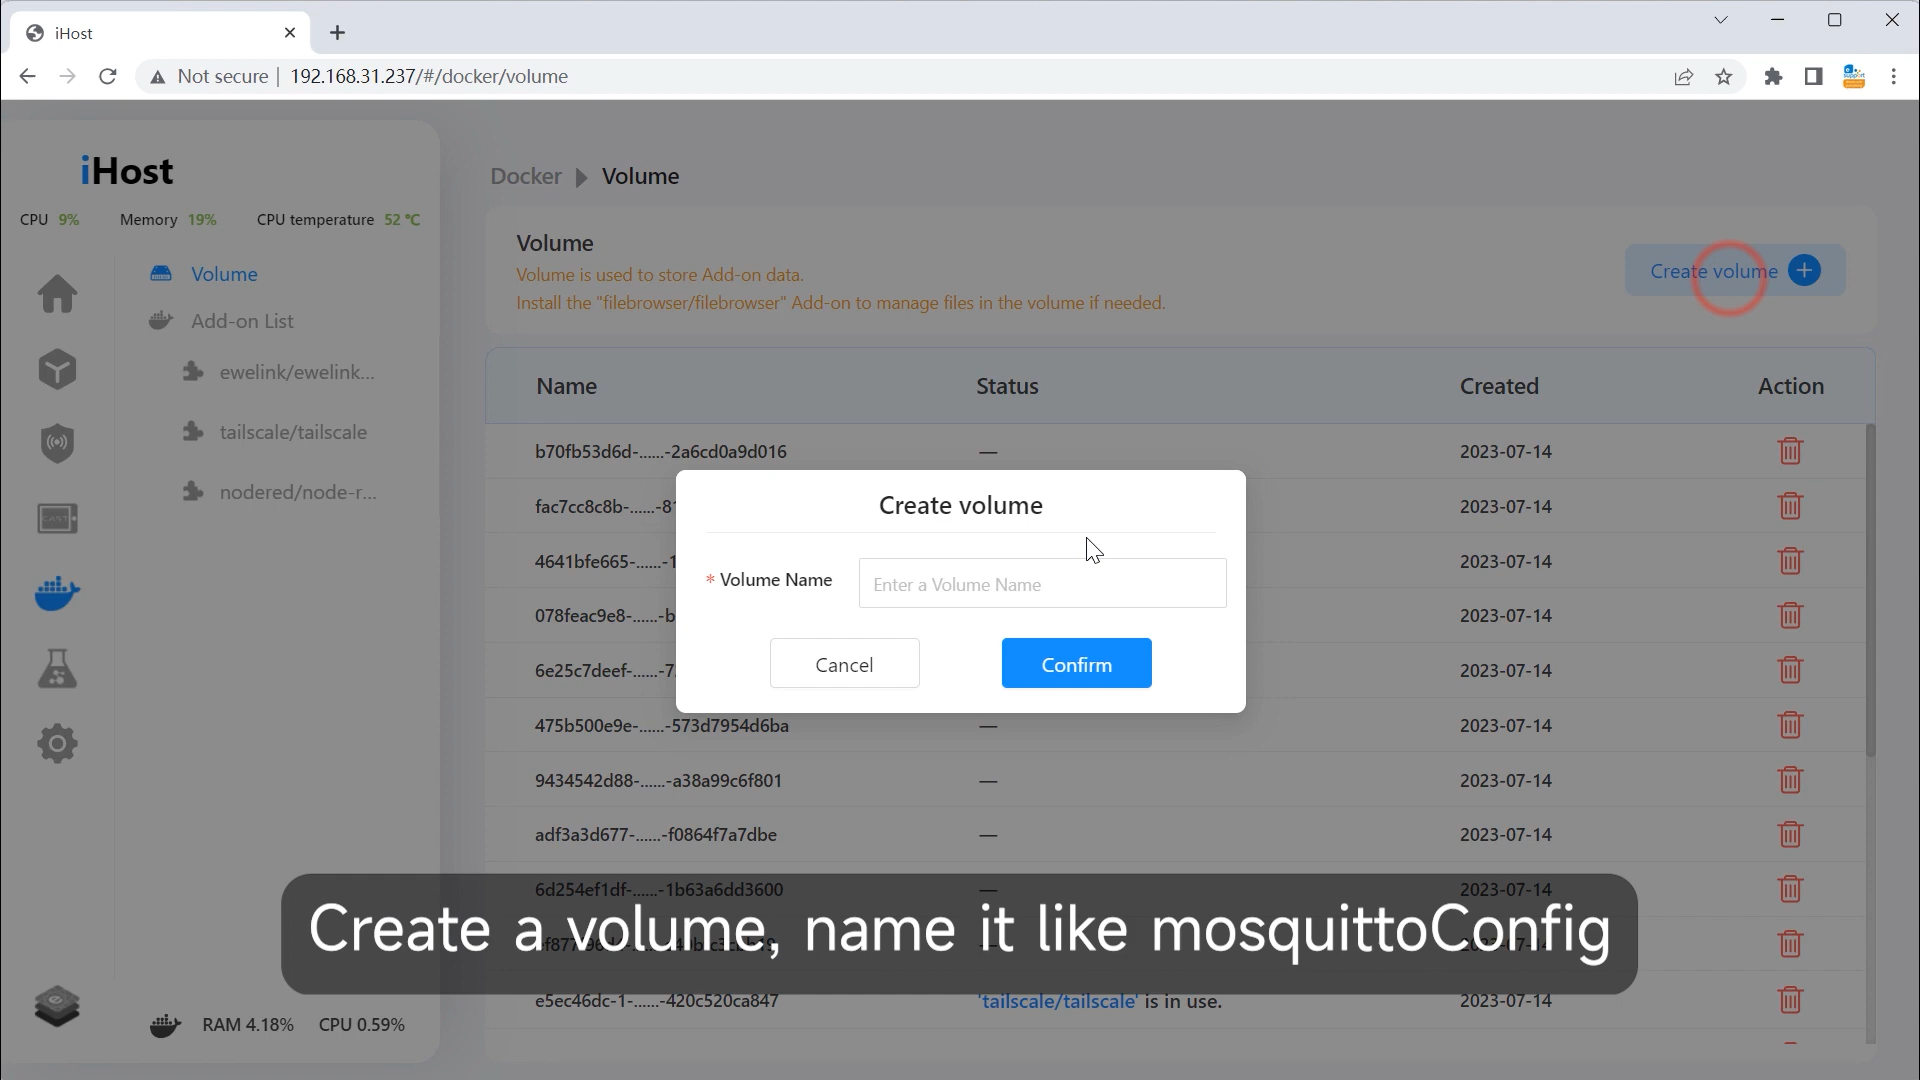 iHost
Not secure
192.168.31.237/#/docker/volume
iHost
CPU 9% Memory 19% CPU temperature 52 ℃
Volume
Add-on List
ewelink/ewelink...
tailscale/tailscale
nodered/node-r...
CAST
RAM 4.18% CPU 0.59%
Docker Volume
Volume
Volume is used to store Add-on data.
Install the "filebrowser/filebrowser" Add-on to manage files in the volume if needed.
Create volume
Name Status Created Action
b70fb53d6d-......-2a6cd0a9d016 — 2023-07-14
fac7cc8c8b-......-8 2023-07-14
4641bfe665-......-1 2023-07-14
078feac9e8-......-b 2023-07-14
6e25c7deef-......-7 2023-07-14
475b500e9e-......-573d7954d6ba — 2023-07-14
9434542d88-......-a38a99c6f801 — 2023-07-14
adf3a3d677-......-f0864f7a7dbe — 2023-07-14
6d254ef1df-......-1b63a6dd3600 — 2023-07-14
e5ec46dc-1-......-420c520ca847 'tailscale/tailscale' is in use. 2023-07-14
Create volume
* Volume Name
Enter a Volume Name
Cancel
Confirm
Create a volume, name it like mosquittoConfig